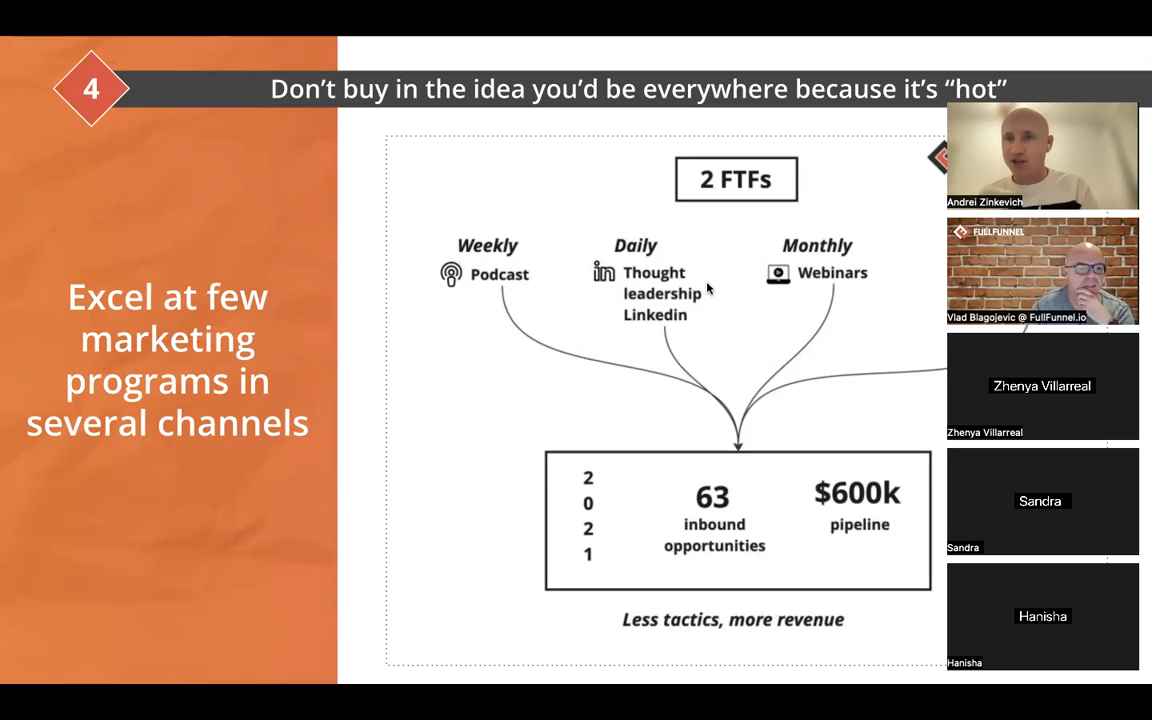 4
Don't buy in the idea you'd be everywhere because it's “hot”
Excel at few
marketing
programs in
several channels
2 FTFs
Weekly
Podcast
Daily
Thought
leadership
Linkedin
Monthly
Webinars
2
0
2
1
63
inbound
opportunities
$600k
pipeline
Less tactics, more revenue
Andrei Zinkevich
FULLFUNNEL
Vlad Blagojevic @ FullFunnel.io
Zhenya Villarreal
Zhenya Villarreal
Sandra
Sandra
Hanisha
Hanisha